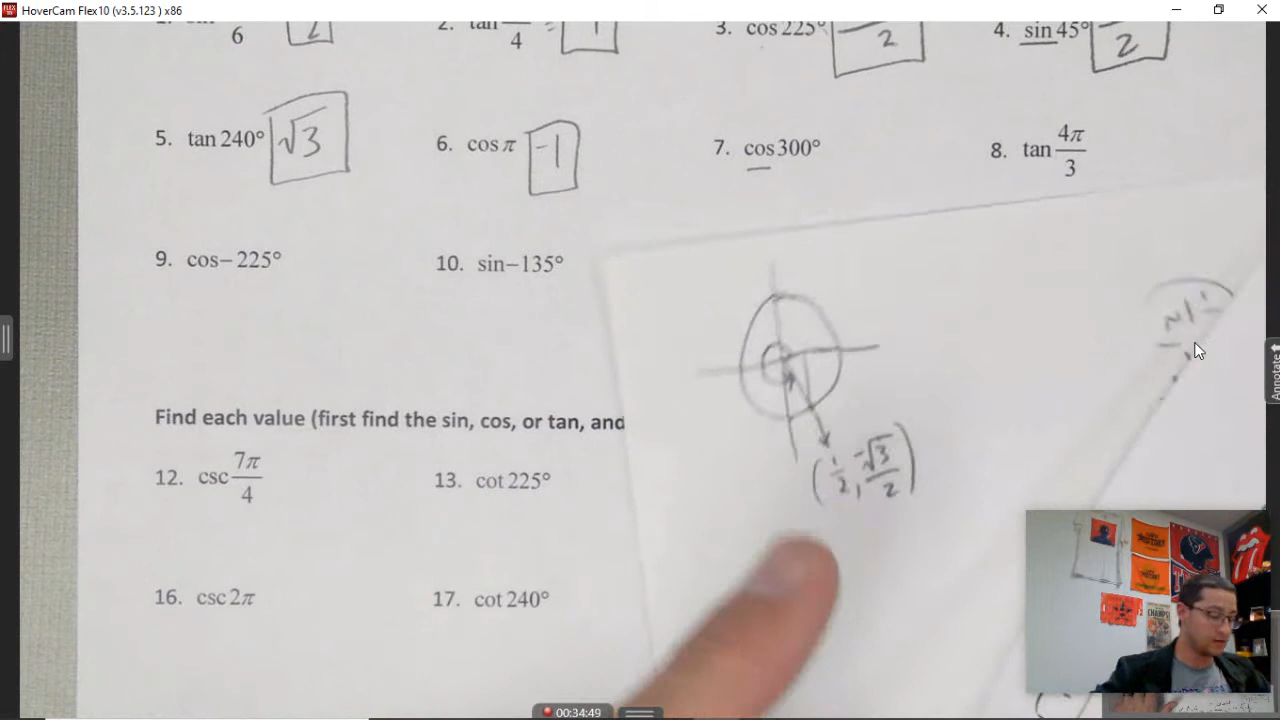 HoverCam Flex10 (v3.5.123) x86
6 2
2. tan 4 = 1
3. cos 225° 2
4. sin 45° 2
5. tan 240° √3
6. cos π -1
7. cos 300°
8. tan 4π/3
9. cos−225°
10. sin−135°
(1/2, -√3/2)
Find each value (first find the sin, cos, or tan, and
12. csc 7π/4
13. cot 225°
16. csc 2π
17. cot 240°
Annotate
00:34:49